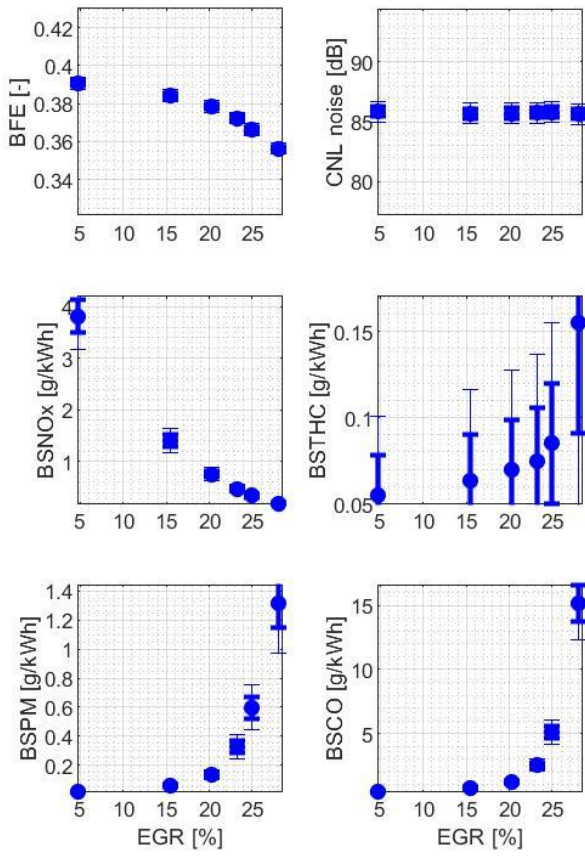 0.42
0.4
0.38
0.36
0.34
BFE [-]
5 10 15 20 25
90
85
80
CNL noise [dB]
5 10 15 20 25
4
3
2
1
BSNOx [g/kWh]
5 10 15 20 25
0.15
0.1
0.05
BSTHC [g/kWh]
5 10 15 20 25
1.4
1.2
1
0.8
0.6
0.4
0.2
BSPM [g/kWh]
5 10 15 20 25
EGR [%]
15
10
5
BSCO [g/kWh]
5 10 15 20 25
EGR [%]